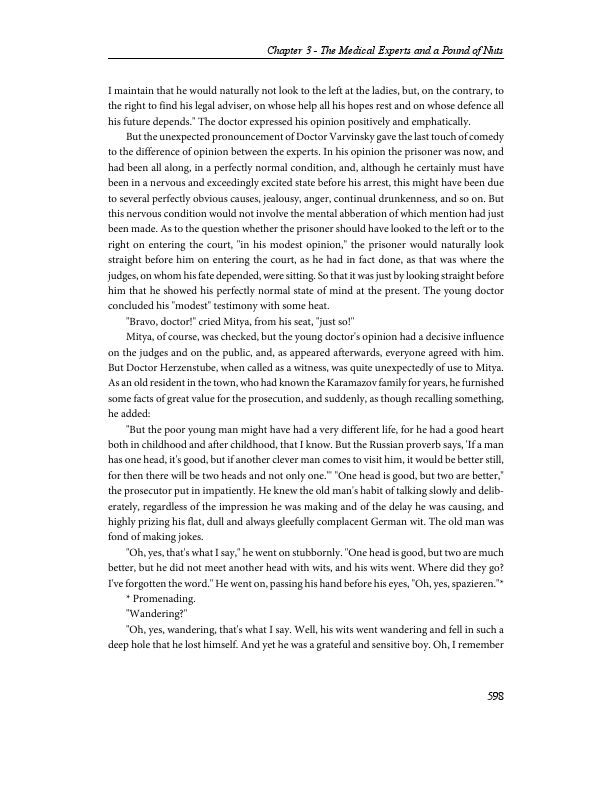 Chapter 3 - The Medical Experts and a Pound of Nuts
I maintain that he would naturally not look to the left at the ladies, but, on the contrary, to
the right to find his legal adviser, on whose help all his hopes rest and on whose defence all
his future depends." The doctor expressed his opinion positively and emphatically.
But the unexpected pronouncement of Doctor Varvinsky gave the last touch of comedy
to the difference of opinion between the experts. In his opinion the prisoner was now, and
had been all along, in a perfectly normal condition, and, although he certainly must have
been in a nervous and exceedingly excited state before his arrest, this might have been due
to several perfectly obvious causes, jealousy, anger, continual drunkenness, and so on. But
this nervous condition would not involve the mental abberation of which mention had just
been made. As to the question whether the prisoner should have looked to the left or to the
right on entering the court, "in his modest opinion," the prisoner would naturally look
straight before him on entering the court, as he had in fact done, as that was where the
judges, on whom his fate depended, were sitting. So that it was just by looking straight before
him that he showed his perfectly normal state of mind at the present. The young doctor
concluded his "modest" testimony with some heat.
"Bravo, doctor!" cried Mitya, from his seat, "just so!"
Mitya, of course, was checked, but the young doctor's opinion had a decisive influence
on the judges and on the public, and, as appeared afterwards, everyone agreed with him.
But Doctor Herzenstube, when called as a witness, was quite unexpectedly of use to Mitya.
As an old resident in the town, who had known the Karamazov family for years, he furnished
some facts of great value for the prosecution, and suddenly, as though recalling something,
he added:
"But the poor young man might have had a very different life, for he had a good heart
both in childhood and after childhood, that I know. But the Russian proverb says, 'If a man
has one head, it's good, but if another clever man comes to visit him, it would be better still,
for then there will be two heads and not only one.'" "One head is good, but two are better,"
the prosecutor put in impatiently. He knew the old man's habit of talking slowly and delib-
erately, regardless of the impression he was making and of the delay he was causing, and
highly prizing his flat, dull and always gleefully complacent German wit. The old man was
fond of making jokes.
"Oh, yes, that's what I say," he went on stubbornly. "One head is good, but two are much
better, but he did not meet another head with wits, and his wits went. Where did they go?
I've forgotten the word." He went on, passing his hand before his eyes, "Oh, yes, spazieren."*
* Promenading.
"Wandering?"
"Oh, yes, wandering, that's what I say. Well, his wits went wandering and fell in such a
deep hole that he lost himself. And yet he was a grateful and sensitive boy. Oh, I remember
598